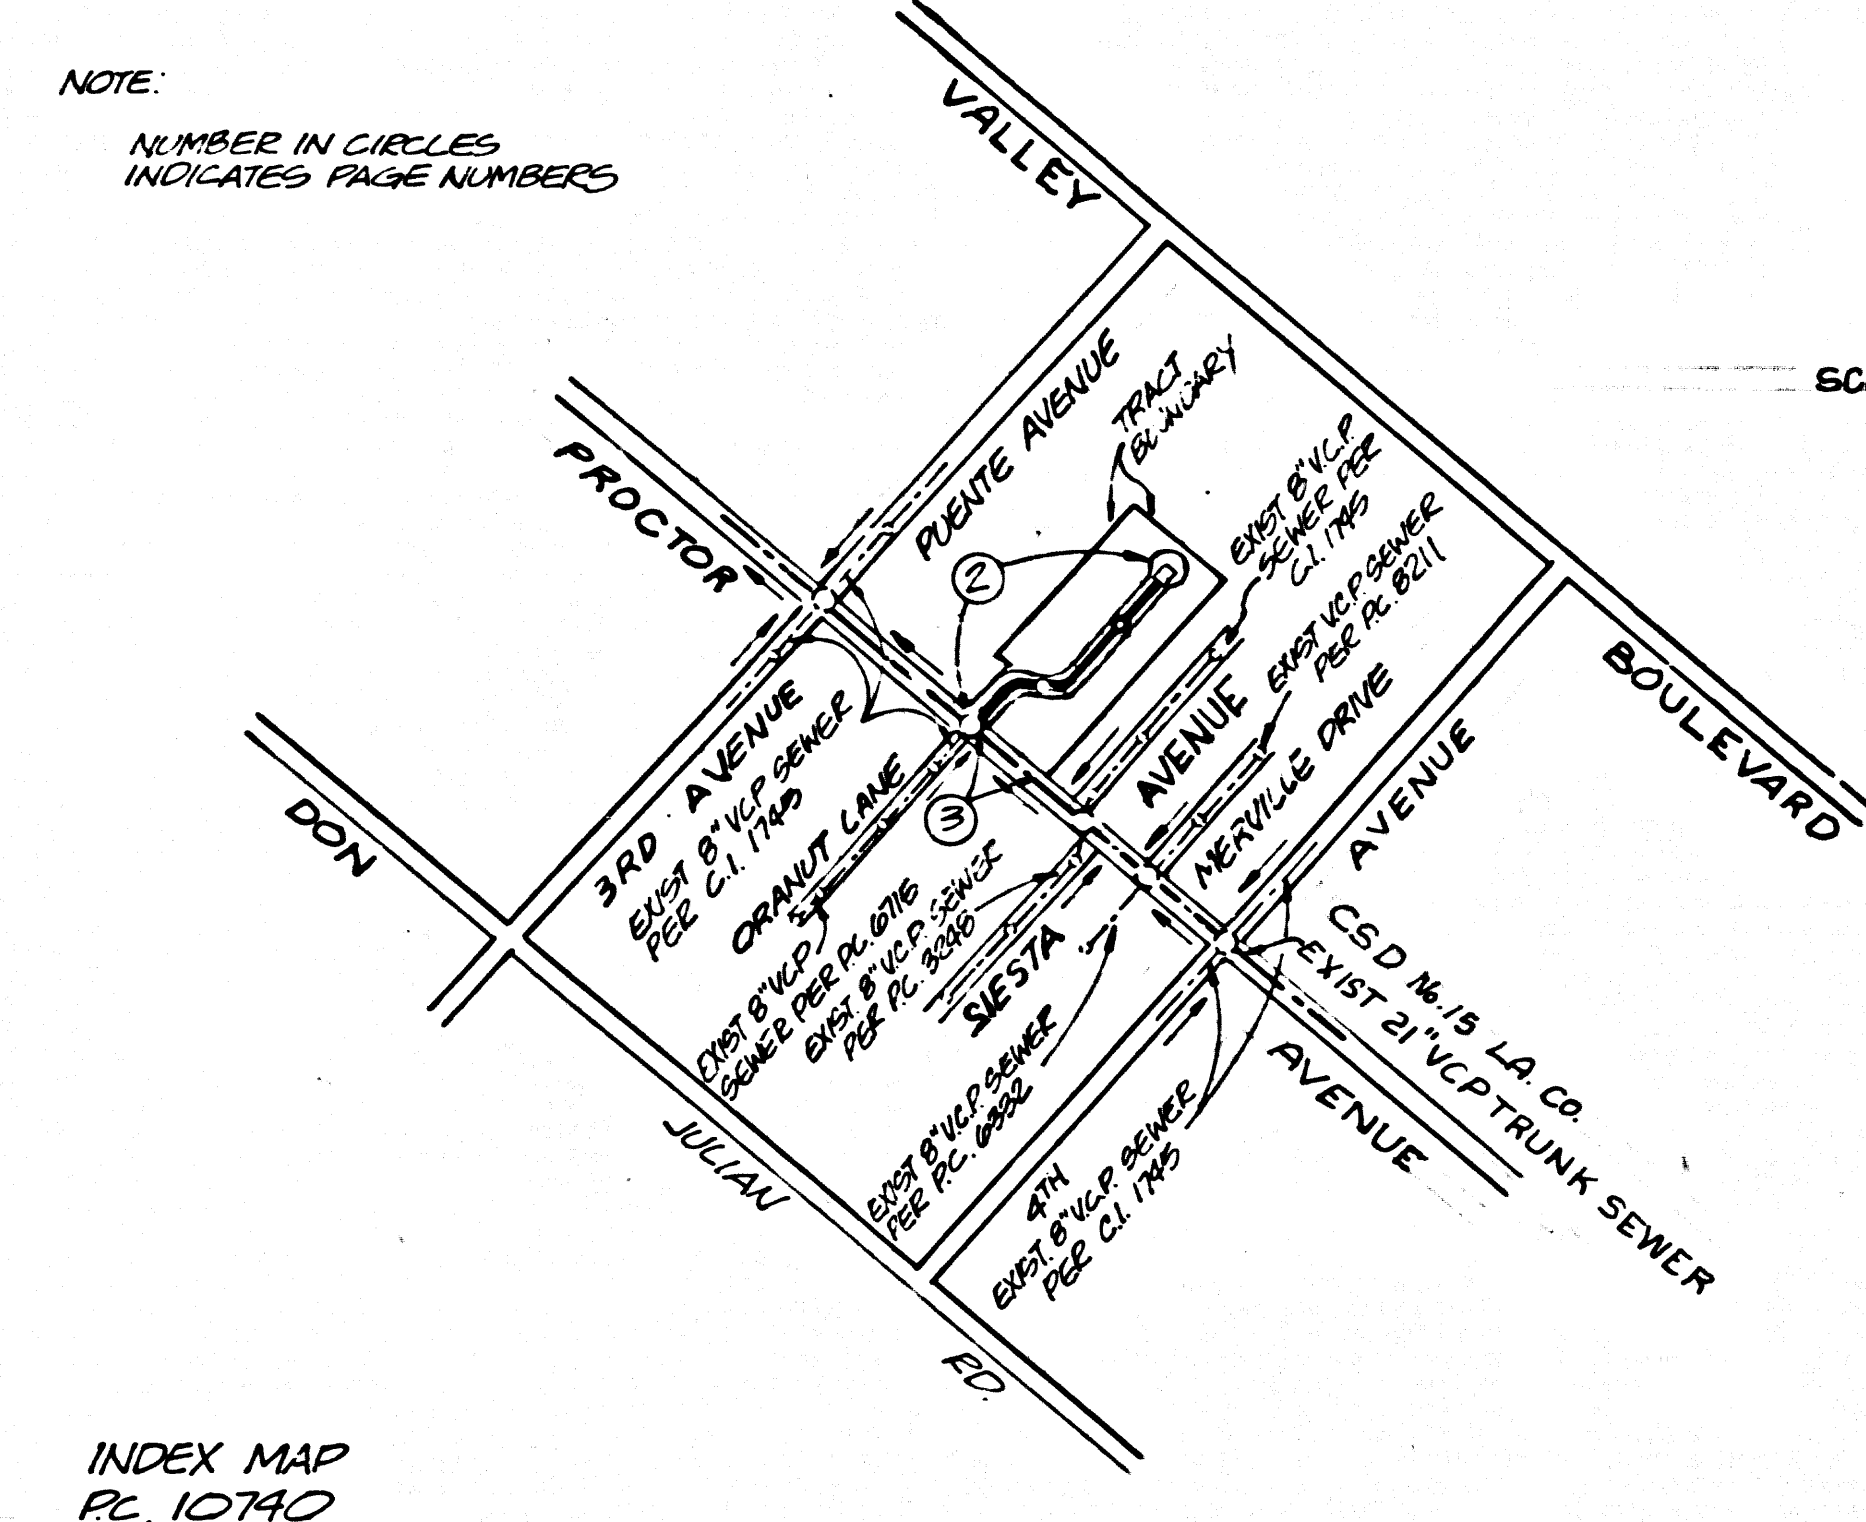 NOTE:
NUMBER IN CIRCLES
INDICATES PAGE NUMBERS
VALLEY
BOULEVARD
SC
PROCTOR
AVENUE
PUENTE AVENUE
TRACT
BOUNDARY
EXIST 8" V.C.P.
SEWER PER
C.I. 1745
EXIST V.C.P. SEWER
PER P.C. 8211
2
3
3RD AVENUE
EXIST 8" VCP SEWER
PER C.I. 1745
ORANUT LANE
EXIST 8" VCP
SEWER PER P.C. 6716
EXIST. 8" V.C.P. SEWER
PER P.C. 3248
SIESTA
AVENUE
MERVILLE DRIVE
AVENUE
4TH
EXIST 8" V.C.P. SEWER
PER P.C. 6332
EXIST. 8" V.C.P. SEWER
PER C.I. 1745
CSD No. 15 LA. CO.
EXIST 21" VCP TRUNK SEWER
DON
JULIAN
RD.
INDEX MAP
P.C. 10740